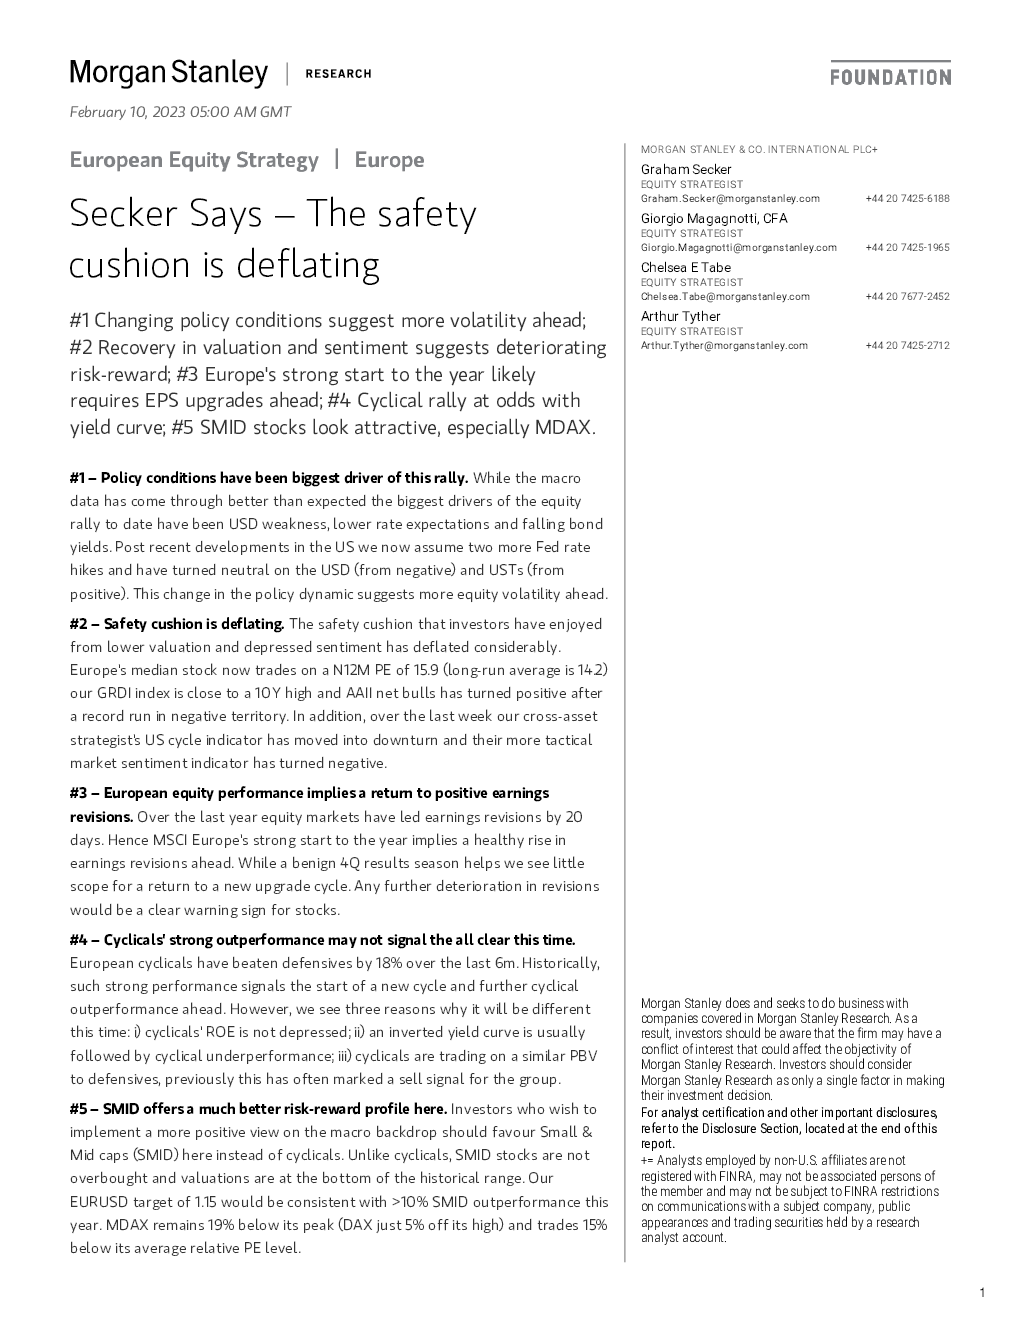 Morgan Stanley | RESEARCH
FOUNDATION
February 10, 2023 05:00 AM GMT
European Equity Strategy | Europe
Secker Says – The safety
cushion is deflating
#1 Changing policy conditions suggest more volatility ahead;
#2 Recovery in valuation and sentiment suggests deteriorating
risk-reward; #3 Europe's strong start to the year likely
requires EPS upgrades ahead; #4 Cyclical rally at odds with
yield curve; #5 SMID stocks look attractive, especially MDAX.
#1 – Policy conditions have been biggest driver of this rally. While the macro
data has come through better than expected the biggest drivers of the equity
rally to date have been USD weakness, lower rate expectations and falling bond
yields. Post recent developments in the US we now assume two more Fed rate
hikes and have turned neutral on the USD (from negative) and USTs (from
positive). This change in the policy dynamic suggests more equity volatility ahead.
#2 – Safety cushion is deflating. The safety cushion that investors have enjoyed
from lower valuation and depressed sentiment has deflated considerably.
Europe's median stock now trades on a N12M PE of 15.9 (long-run average is 14.2)
our GRDI index is close to a 10Y high and AAII net bulls has turned positive after
a record run in negative territory. In addition, over the last week our cross-asset
strategist's US cycle indicator has moved into downturn and their more tactical
market sentiment indicator has turned negative.
#3 – European equity performance implies a return to positive earnings
revisions. Over the last year equity markets have led earnings revisions by 20
days. Hence MSCI Europe's strong start to the year implies a healthy rise in
earnings revisions ahead. While a benign 4Q results season helps we see little
scope for a return to a new upgrade cycle. Any further deterioration in revisions
would be a clear warning sign for stocks.
#4 – Cyclicals' strong outperformance may not signal the all clear this time.
European cyclicals have beaten defensives by 18% over the last 6m. Historically,
such strong performance signals the start of a new cycle and further cyclical
outperformance ahead. However, we see three reasons why it will be different
this time: i) cyclicals' ROE is not depressed; ii) an inverted yield curve is usually
followed by cyclical underperformance; iii) cyclicals are trading on a similar PBV
to defensives, previously this has often marked a sell signal for the group.
#5 – SMID offers a much better risk-reward profile here. Investors who wish to
implement a more positive view on the macro backdrop should favour Small &
Mid caps (SMID) here instead of cyclicals. Unlike cyclicals, SMID stocks are not
overbought and valuations are at the bottom of the historical range. Our
EURUSD target of 1.15 would be consistent with >10% SMID outperformance this
year. MDAX remains 19% below its peak (DAX just 5% off its high) and trades 15%
below its average relative PE level.
MORGAN STANLEY & CO. INTERNATIONAL PLC+
Graham Secker
EQUITY STRATEGIST
Graham.Secker@morganstanley.com +44 20 7425-6188
Giorgio Magagnotti, CFA
EQUITY STRATEGIST
Giorgio.Magagnotti@morganstanley.com +44 20 7425-1965
Chelsea E Tabe
EQUITY STRATEGIST
Chelsea.Tabe@morganstanley.com +44 20 7677-2452
Arthur Tyther
EQUITY STRATEGIST
Arthur.Tyther@morganstanley.com +44 20 7425-2712
Morgan Stanley does and seeks to do business with
companies covered in Morgan Stanley Research. As a
result, investors should be aware that the firm may have a
conflict of interest that could affect the objectivity of
Morgan Stanley Research. Investors should consider
Morgan Stanley Research as only a single factor in making
their investment decision.
For analyst certification and other important disclosures,
refer to the Disclosure Section, located at the end of this
report.
+= Analysts employed by non-U.S. affiliates are not
registered with FINRA, may not be associated persons of
the member and may not be subject to FINRA restrictions
on communications with a subject company, public
appearances and trading securities held by a research
analyst account.
1